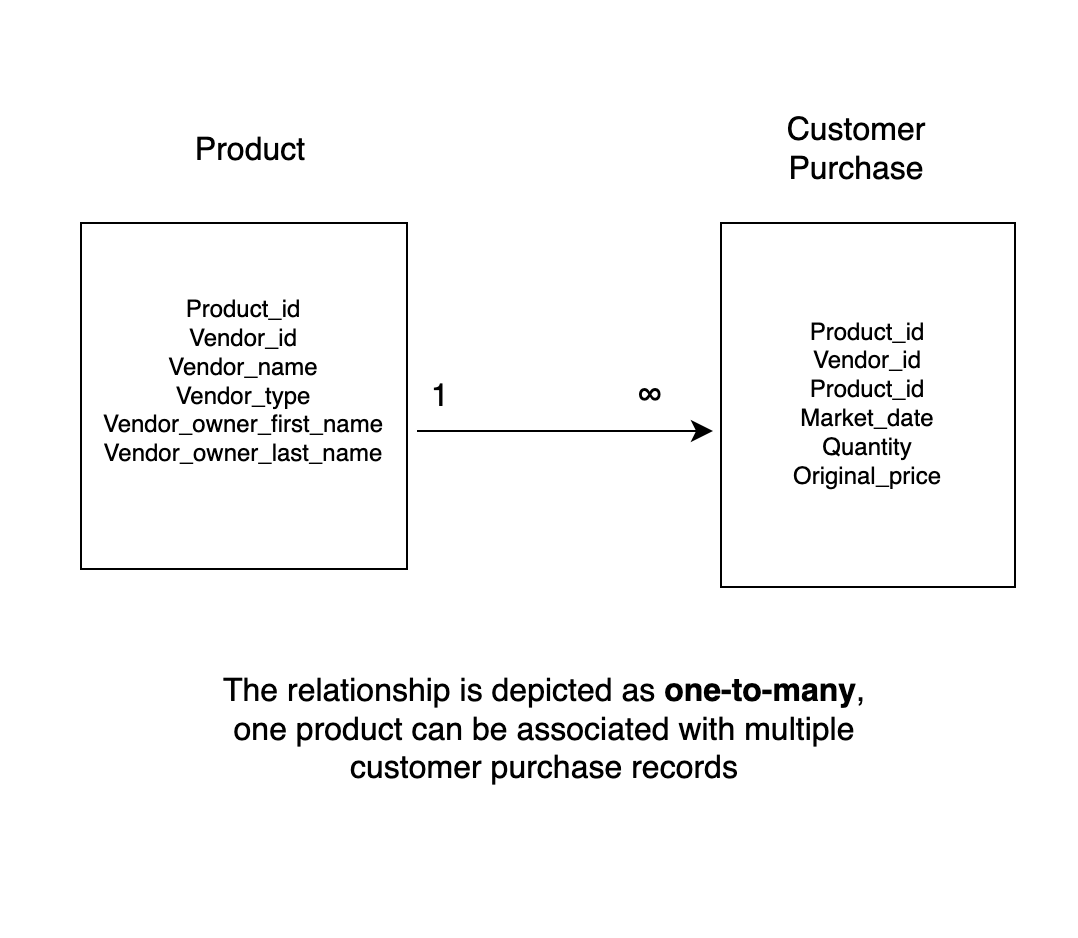 Product
Product_id
Vendor_id
Vendor_name
Vendor_type
Vendor_owner_first_name
Vendor_owner_last_name
1
∞
Customer
Purchase
Product_id
Vendor_id
Product_id
Market_date
Quantity
Original_price
The relationship is depicted as one-to-many,
one product can be associated with multiple
customer purchase records